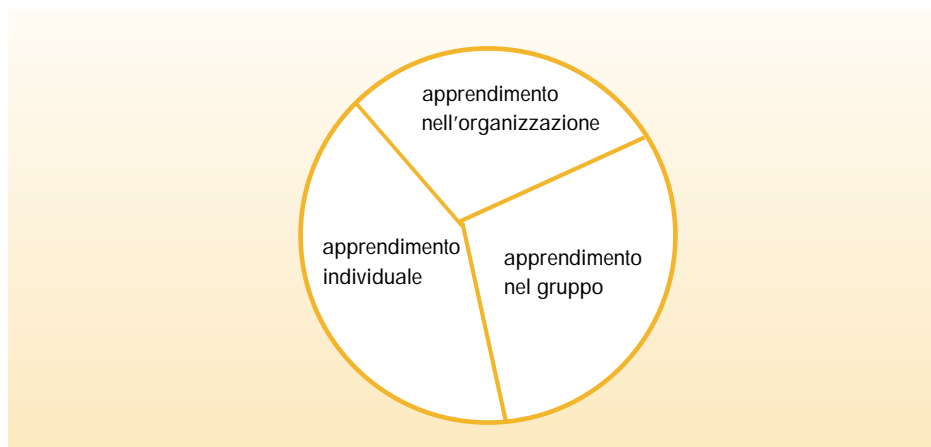 apprendimento
nell'organizzazione
apprendimento
individuale
apprendimento
nel gruppo